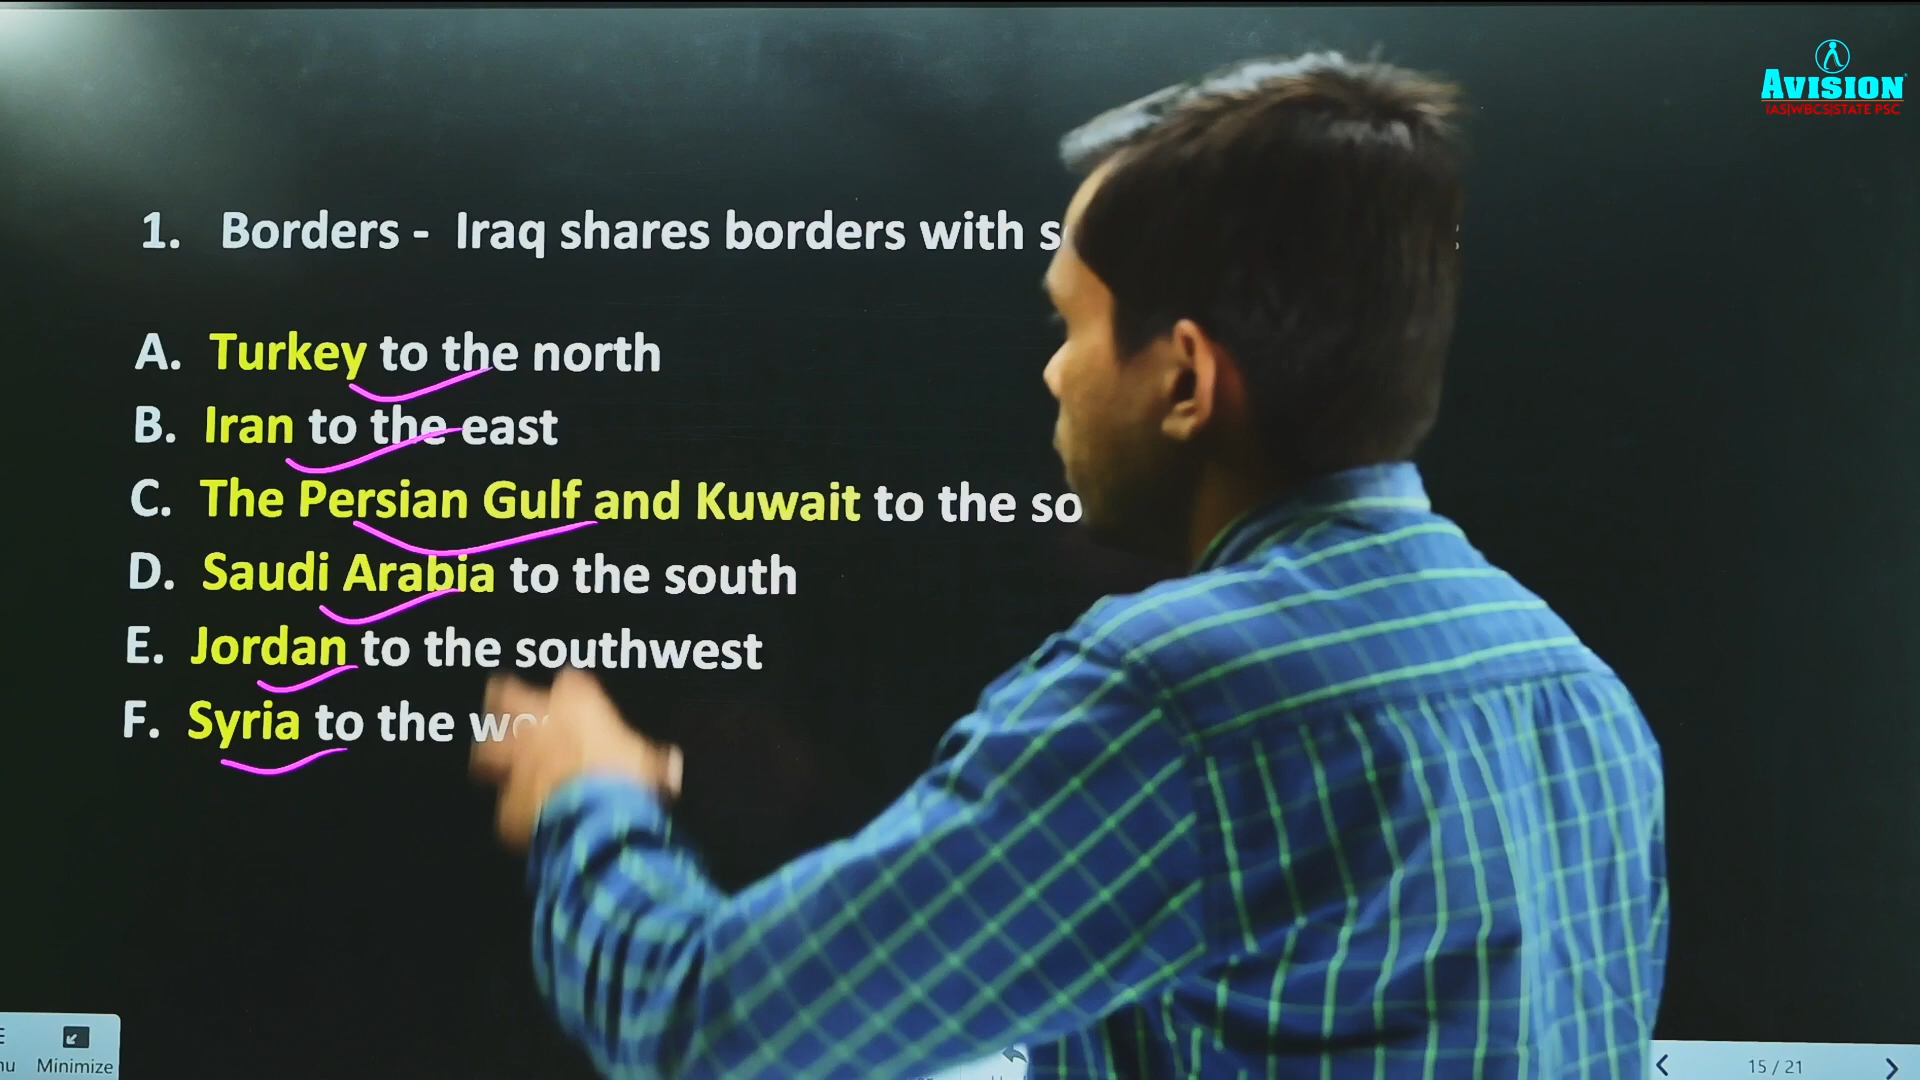 AVISION
IAS|WBCS|STATE PSC
1. Borders - Iraq shares borders with
A. Turkey to the north
B. Iran to the east
C. The Persian Gulf and Kuwait to the
D. Saudi Arabia to the south
E. Jordan to the southwest
F. Syria to the
Minimize
15 / 21